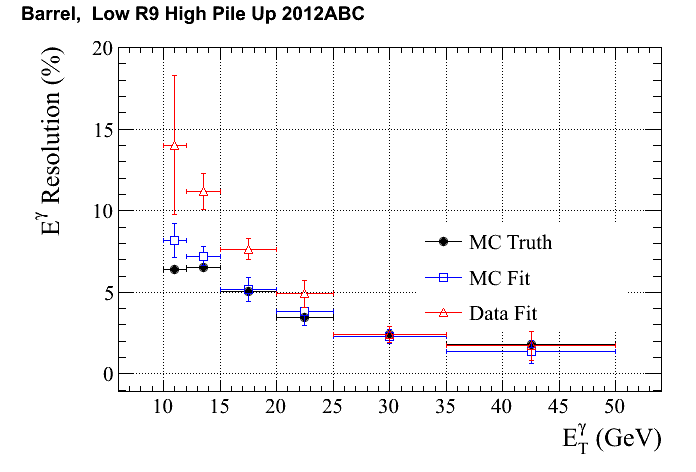 Barrel,  Low R9 High Pile Up 2012ABC
E^γ Resolution (%)
20
15
10
5
0
MC Truth
MC Fit
Data Fit
10 15 20 25 30 35 40 45 50
E_T^γ (GeV)